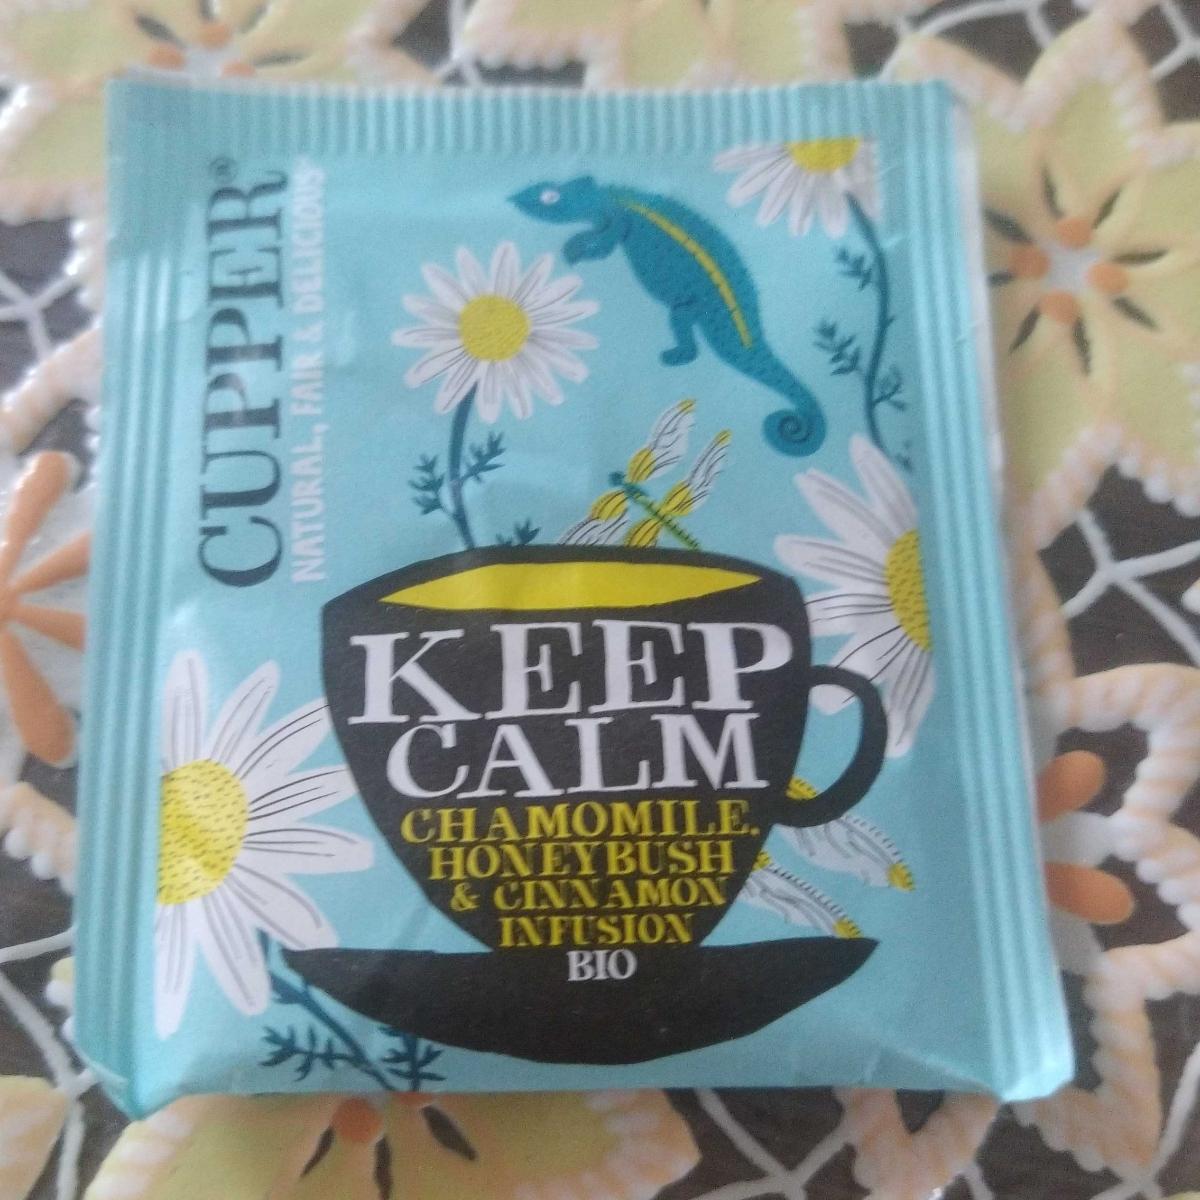 CUPPER®
NATURAL, FAIR & DELICIOUS
KEEP
CALM
CHAMOMILE,
HONEYBUSH
& CINNAMON
INFUSION
BIO